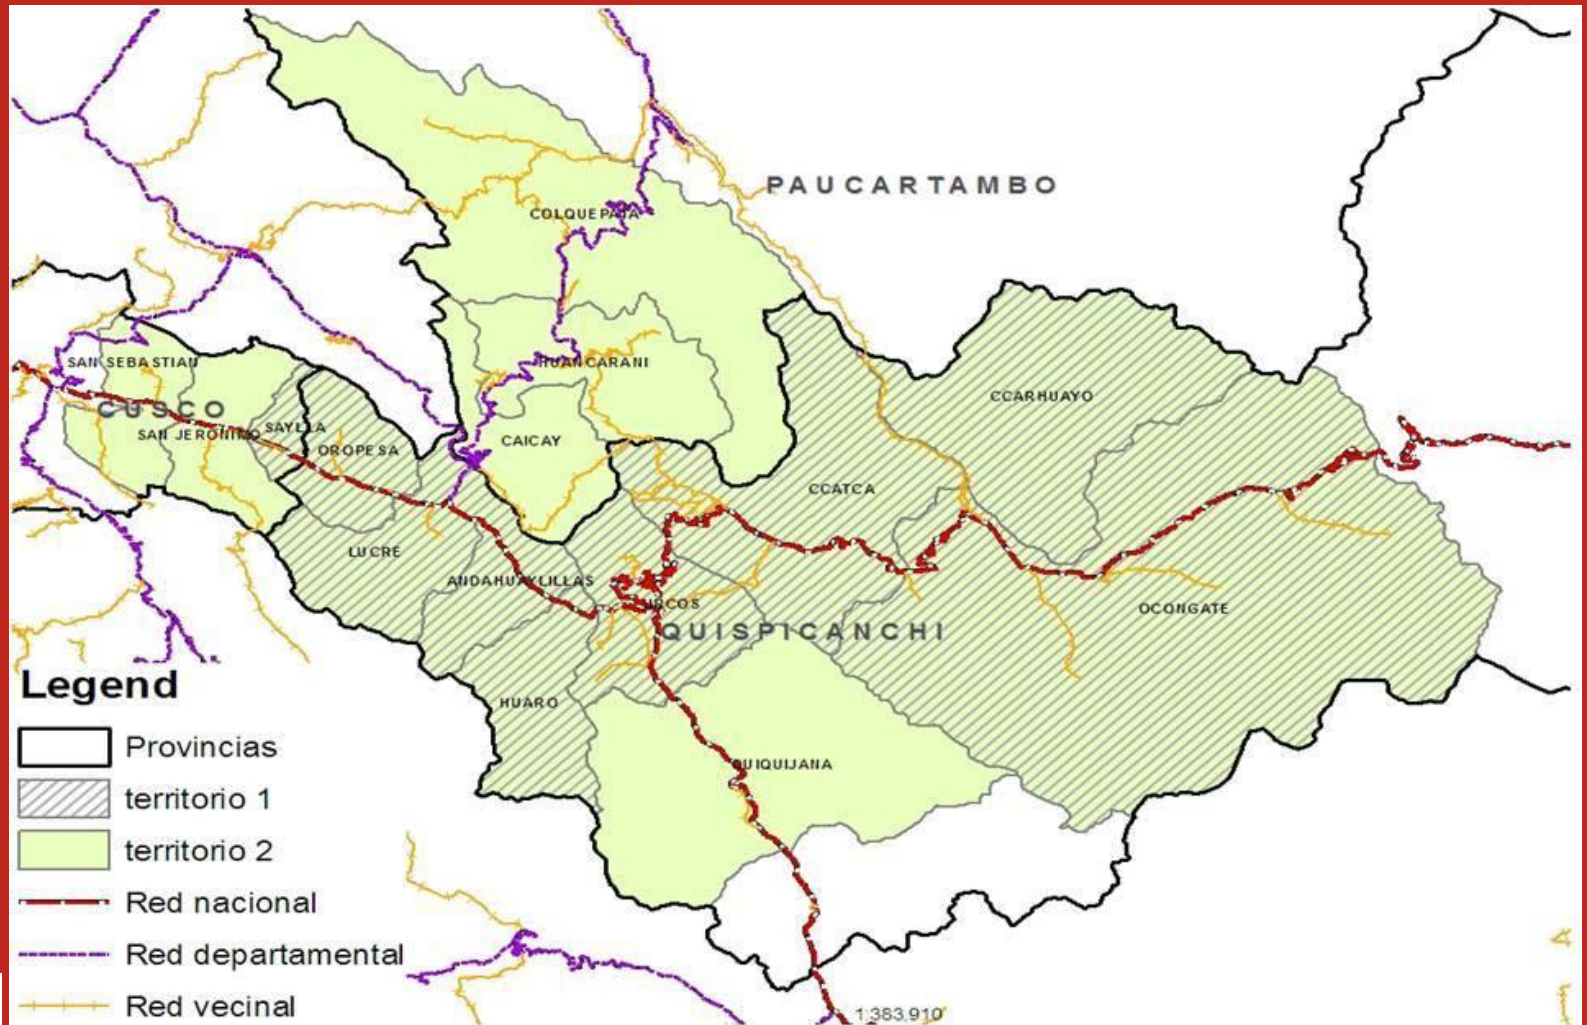 PAUCARTAMBO
COLQUEPATA
SAN SEBASTIAN
HUANCARANI
CCARHUAYO
CUSCO
SAYLLA
SAN JERONIMO
OROPESA
CAICAY
CCATCA
LUCRE
ANDAHUAYLILLAS
URCOS
OCONGATE
QUISPICANCHI
HUARO
QUIQUIJANA
Legend
Provincias
territorio 1
territorio 2
Red nacional
Red departamental
Red vecinal
1:383.910